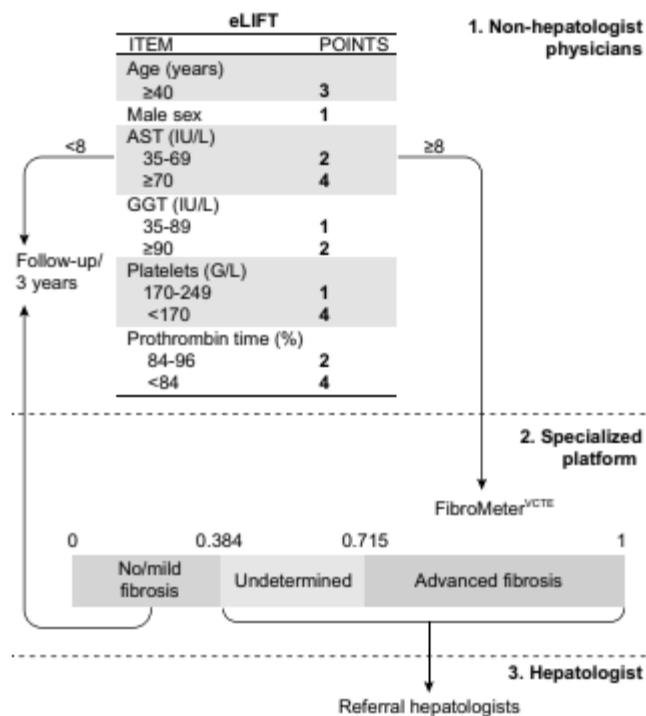 eLIFT
1. Non-hepatologist
physicians
ITEM POINTS
Age (years)
≥40 3
Male sex 1
AST (IU/L)
35-69 2
≥70 4
GGT (IU/L)
35-89 1
≥90 2
Platelets (G/L)
170-249 1
<170 4
Prothrombin time (%)
84-96 2
<84 4
<8
≥8
Follow-up/
3 years
2. Specialized
platform
FibroMeterVCTE
0 0.384 0.715 1
No/mild
fibrosis
Undetermined
Advanced fibrosis
3. Hepatologist
Referral hepatologists